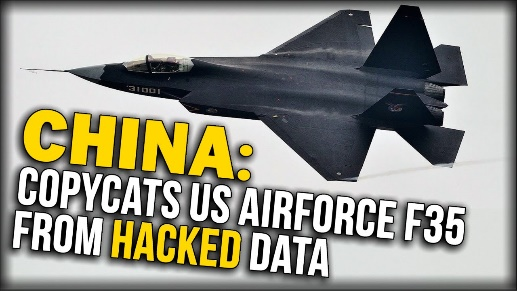 31001
CHINA:
COPYCATS US AIRFORCE F35
FROM HACKED DATA